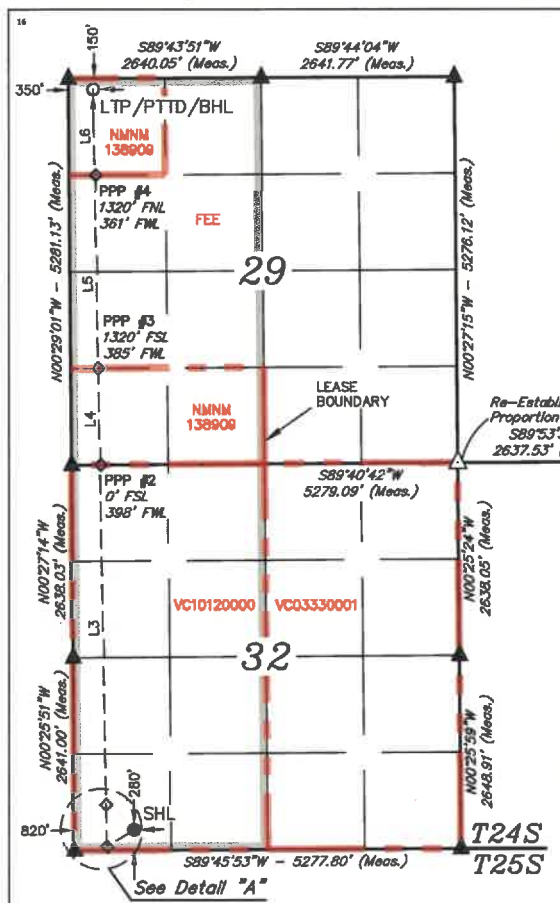 16
S89'43'51"W
2640.05' (Meas.)
S89'44'04"W
2641.77' (Meas.)
150'
350'
LTP/PTTD/BHL
L6
NMNM
138909
PPP #4
1320' FNL
361' FWL
FEE
N00'29'01"W - 5281.13' (Meas.)
N00'27'15"W - 5276.12' (Meas.)
29
L5
PPP #3
1320' FSL
385' FWL
L4
NMNM
138909
LEASE
BOUNDARY
Re-Establi
Proportion
S89'53'
2637.53'
PPP #2
0' FSL
398' FWL
S89'40'42"W
5279.09' (Meas.)
N00'27'14"W
2638.03' (Meas.)
N00'25'24"W
2638.05' (Meas.)
L3
VC10120000
VC03330001
32
N00'25'51"W
2641.00' (Meas.)
N00'25'59"W
2648.91' (Meas.)
280'
SHL
820'
T24S
T25S
S89'45'53"W - 5277.80' (Meas.)
See Detail "A"